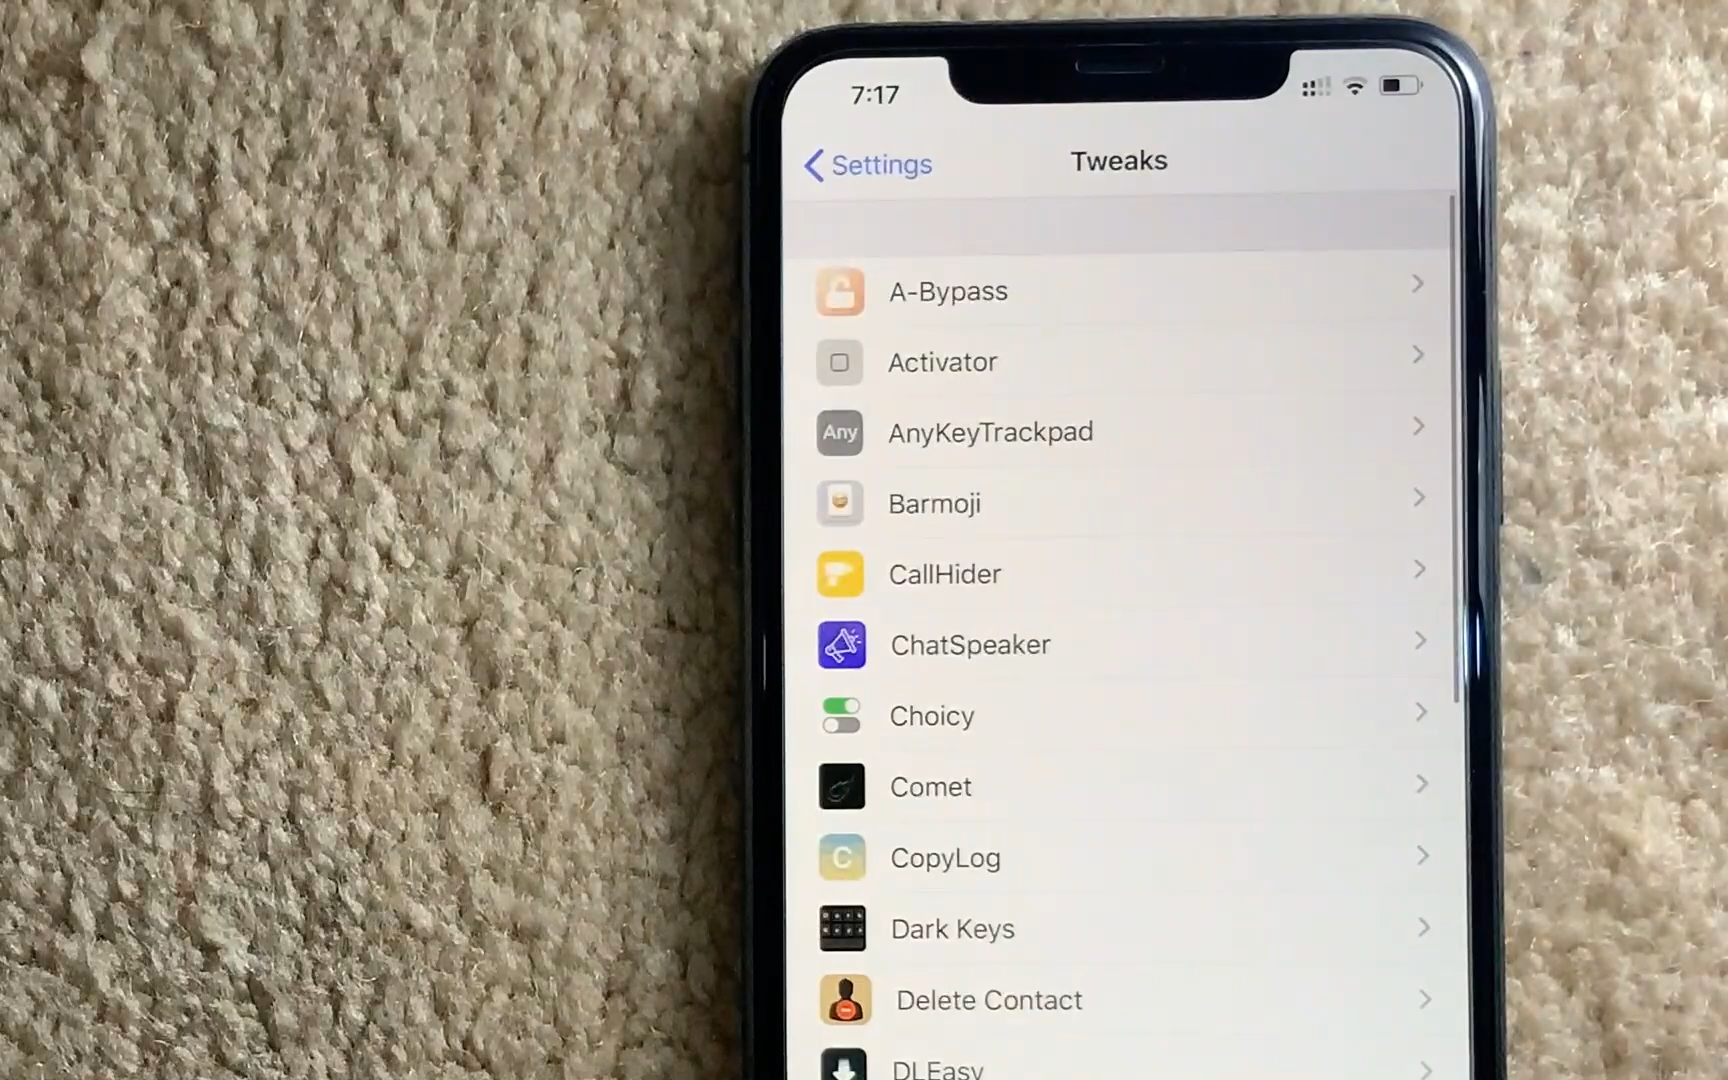 7:17
Settings
Tweaks
A-Bypass
Activator
Any
AnyKeyTrackpad
Barmoji
CallHider
ChatSpeaker
Choicy
Comet
C
CopyLog
Dark Keys
Delete Contact
DLEasy